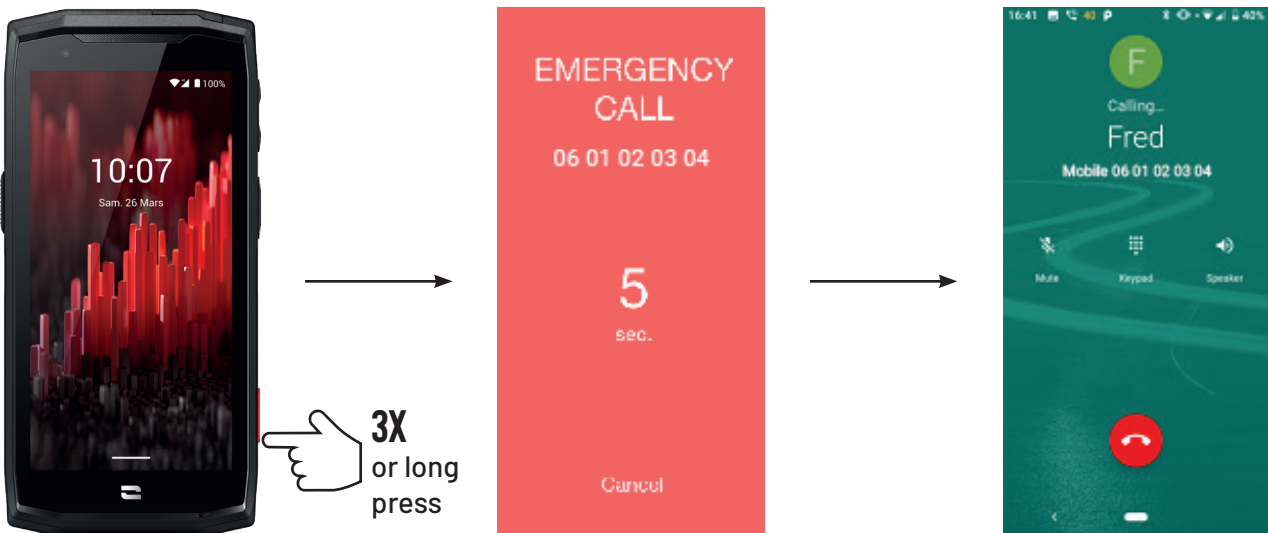 100%
10:07
Sam. 26 Mars
3X
or long
press
EMERGENCY
CALL
06 01 02 03 04
5
sec.
Cancel
16:41 40 P 40%
F
Calling...
Fred
Mobile 06 01 02 03 04
Mute Keypad Speaker